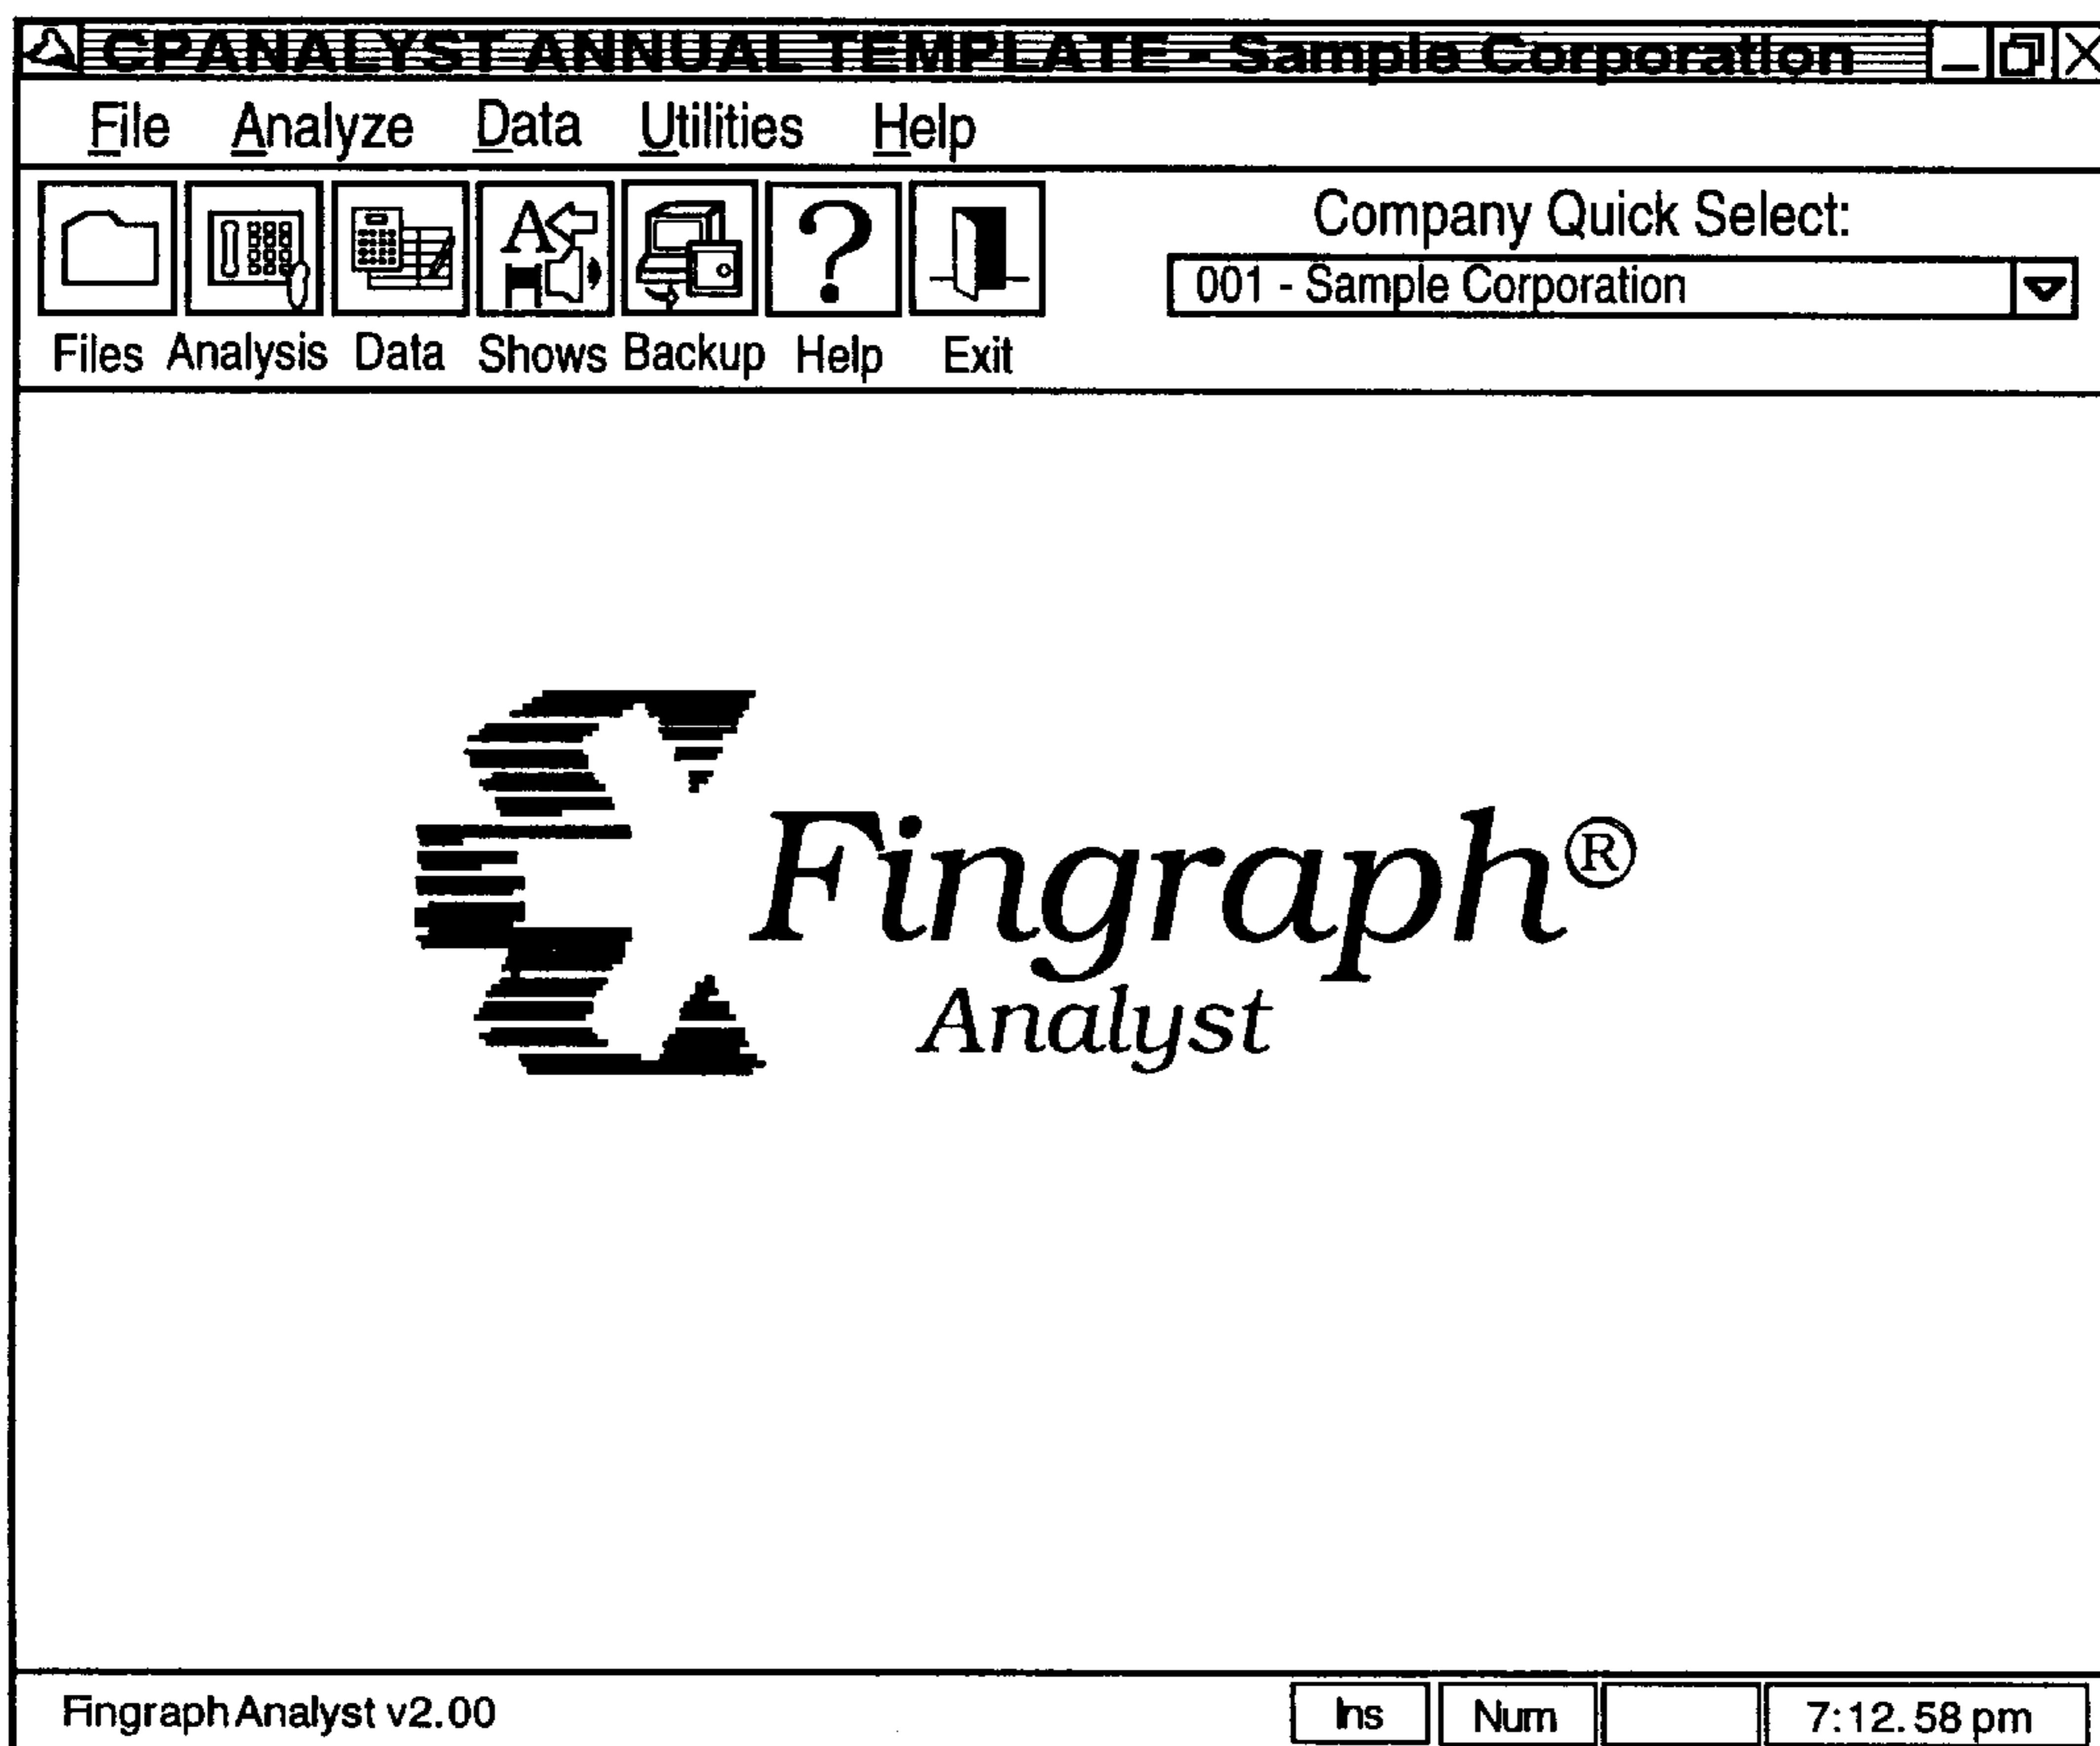 CPANALYST ANNUAL TEMPLATE - Sample Corporation
File Analyze Data Utilities Help
Company Quick Select:
001 - Sample Corporation
Files Analysis Data Shows Backup Help Exit
Fingraph®
Analyst
Fingraph Analyst v2.00 Ins Num 7:12.58 pm